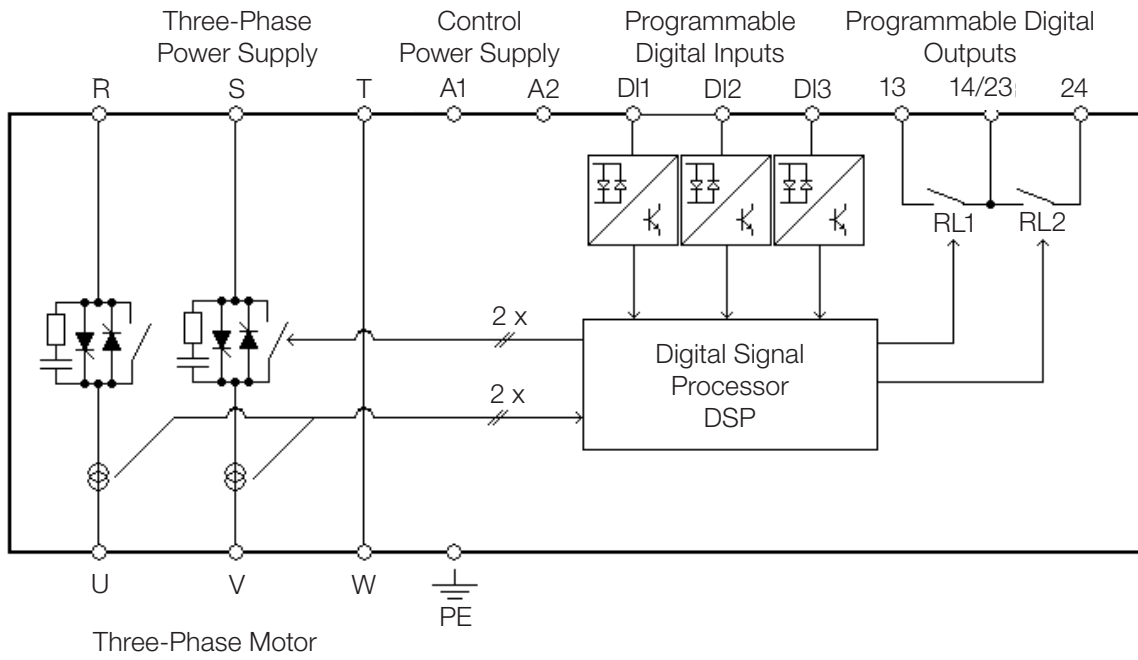 Three-Phase
Power Supply
Control
Power Supply
Programmable
Digital Inputs
Programmable Digital
Outputs
R
S
T
A1
A2
DI1
DI2
DI3
13
14/23
24
RL1
RL2
2 x
Digital Signal
Processor
DSP
2 x
U
V
W
PE
Three-Phase Motor